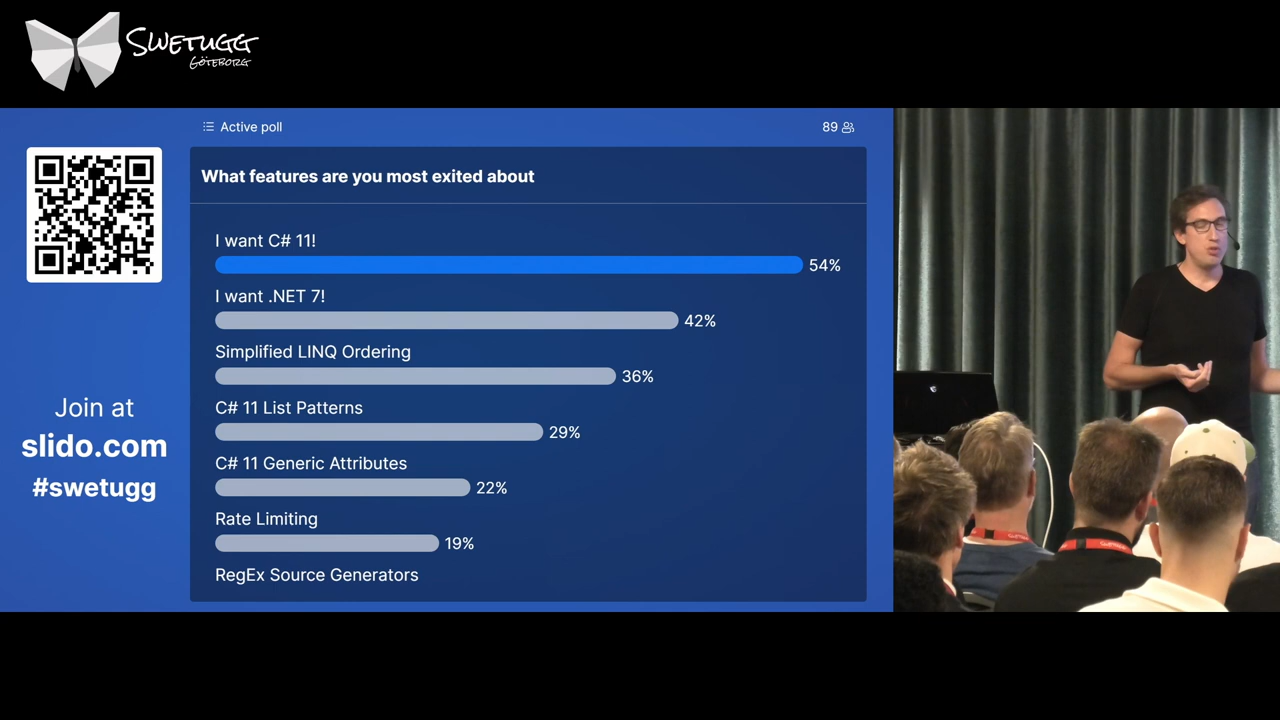 SWETUGG
GÖTEBORG
Active poll
89
What features are you most exited about
I want C# 11!
54%
I want .NET 7!
42%
Simplified LINQ Ordering
36%
C# 11 List Patterns
29%
C# 11 Generic Attributes
22%
Rate Limiting
19%
RegEx Source Generators
Join at
slido.com
#swetugg